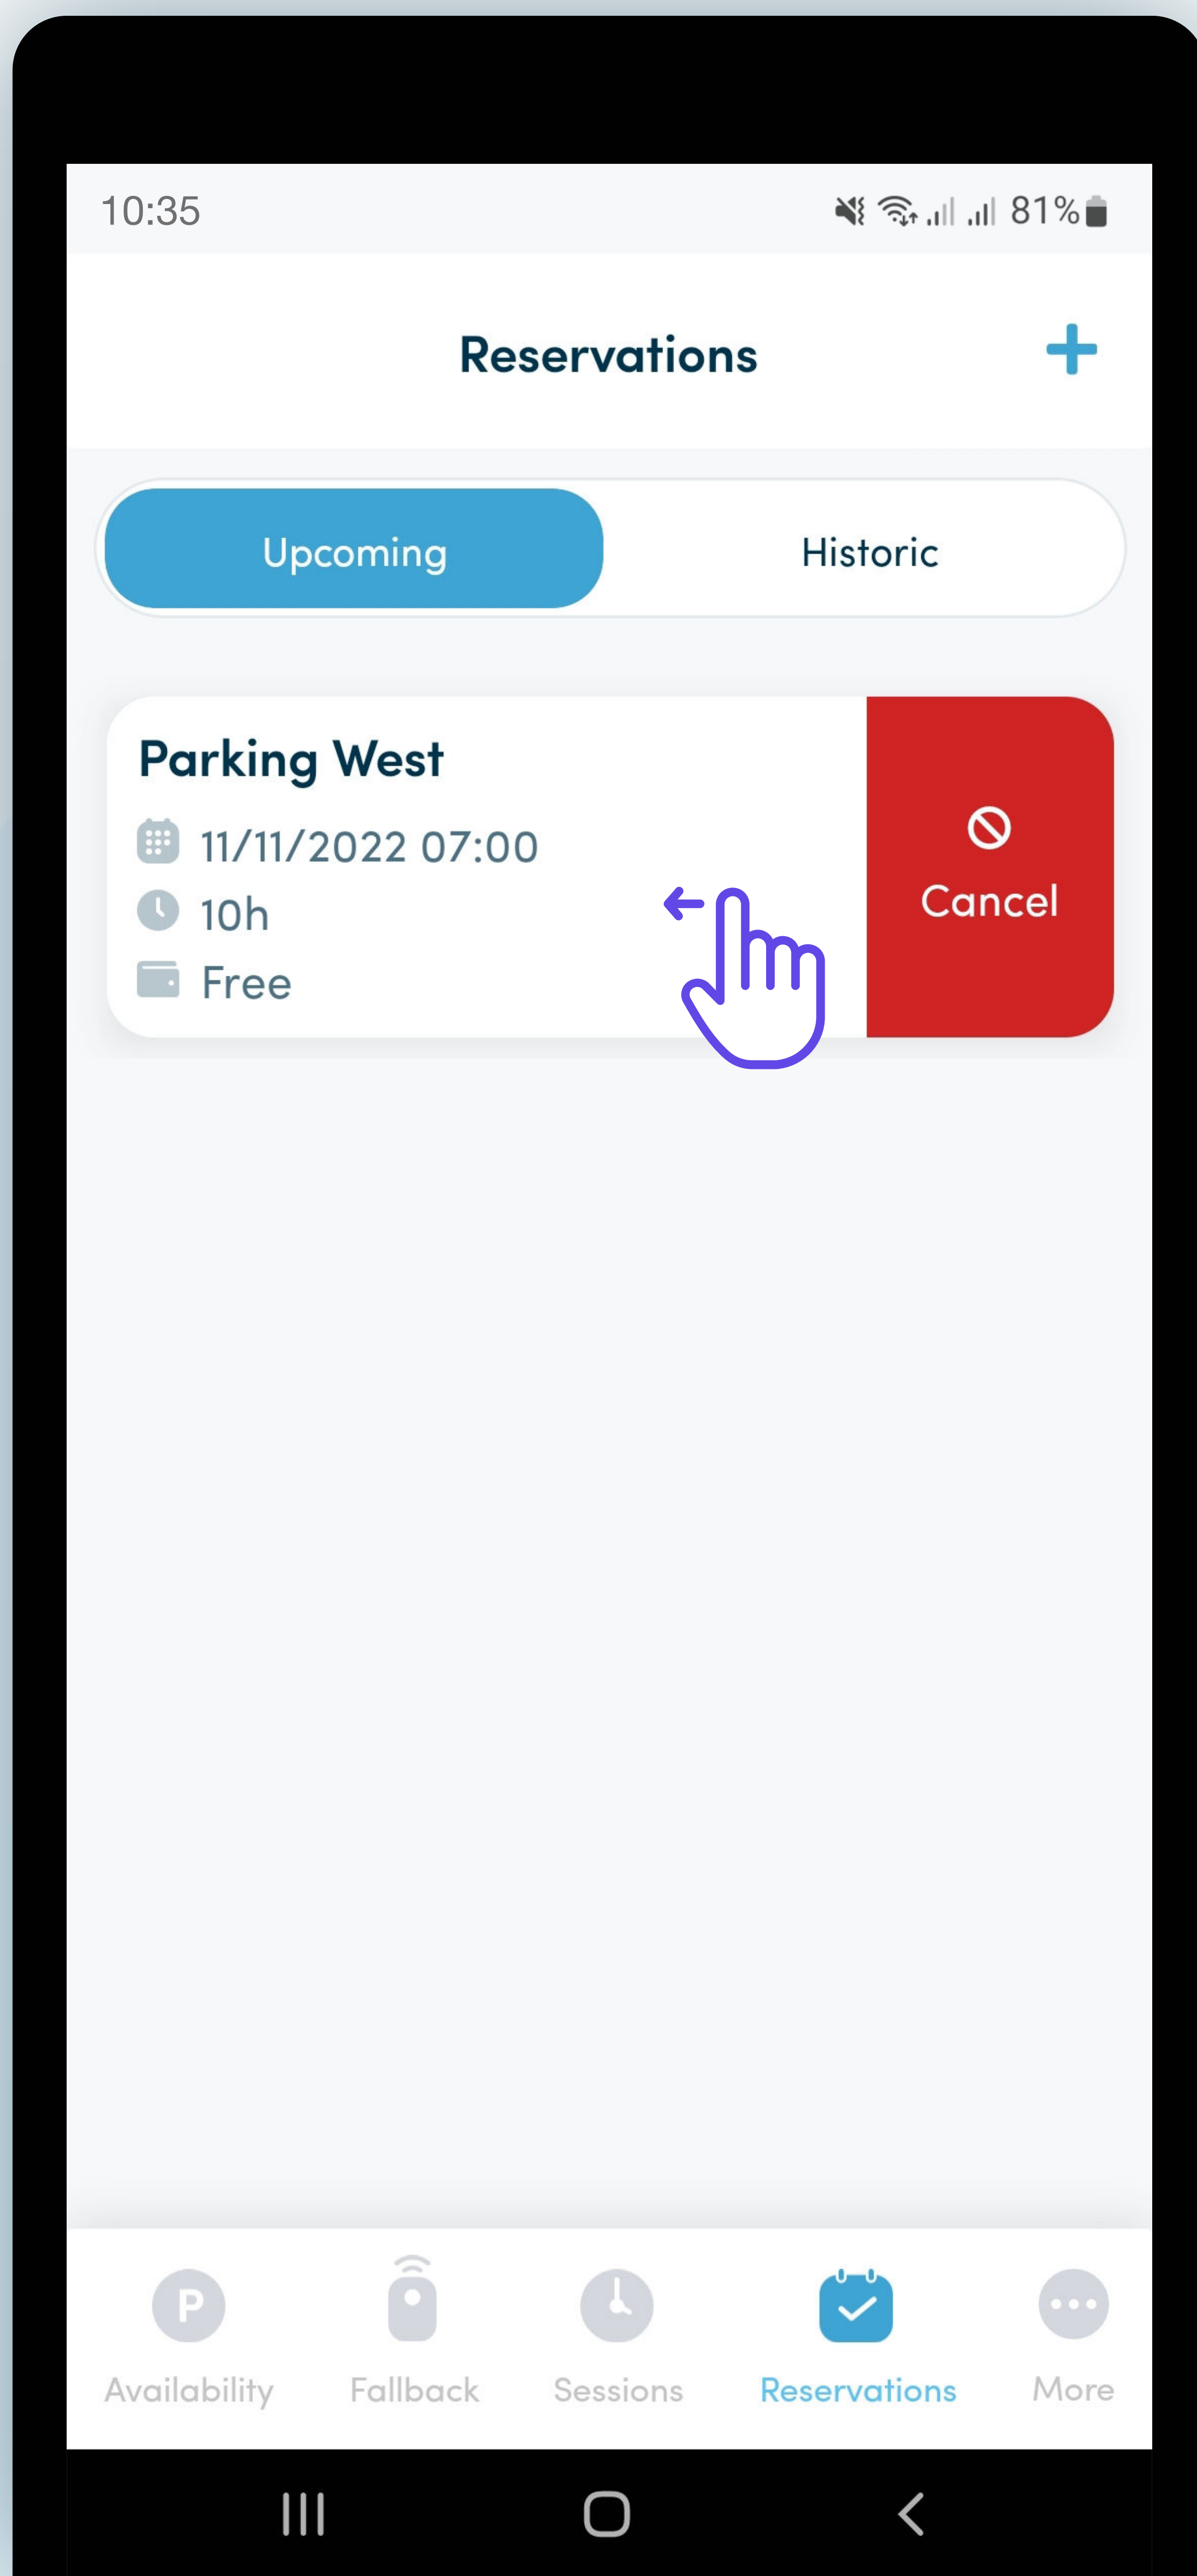 10:35 81%
Reservations
Upcoming Historic
Parking West
11/11/2022 07:00
10h
Free
Cancel
P
Availability Fallback Sessions Reservations More